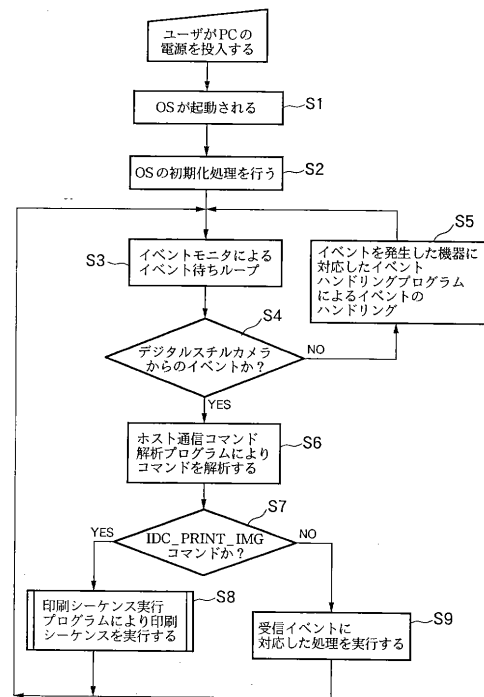 ユーザがPCの
電源を投入する
OSが起動される
S1
OSの初期化処理を行う
S2
S3
イベントモニタによる
イベント待ちループ
S5
イベントを発生した機器に
対応したイベント
ハンドリングプログラム
によるイベントの
ハンドリング
S4
デジタルスチルカメラ
からのイベントか？
NO
YES
ホスト通信コマンド
解析プログラムにより
コマンドを解析する
S6
S7
IDC_PRINT_IMG
コマンドか？
YES
NO
S8
印刷シーケンス実行
プログラムにより印刷
シーケンスを実行する
S9
受信イベントに
対応した処理を実行する